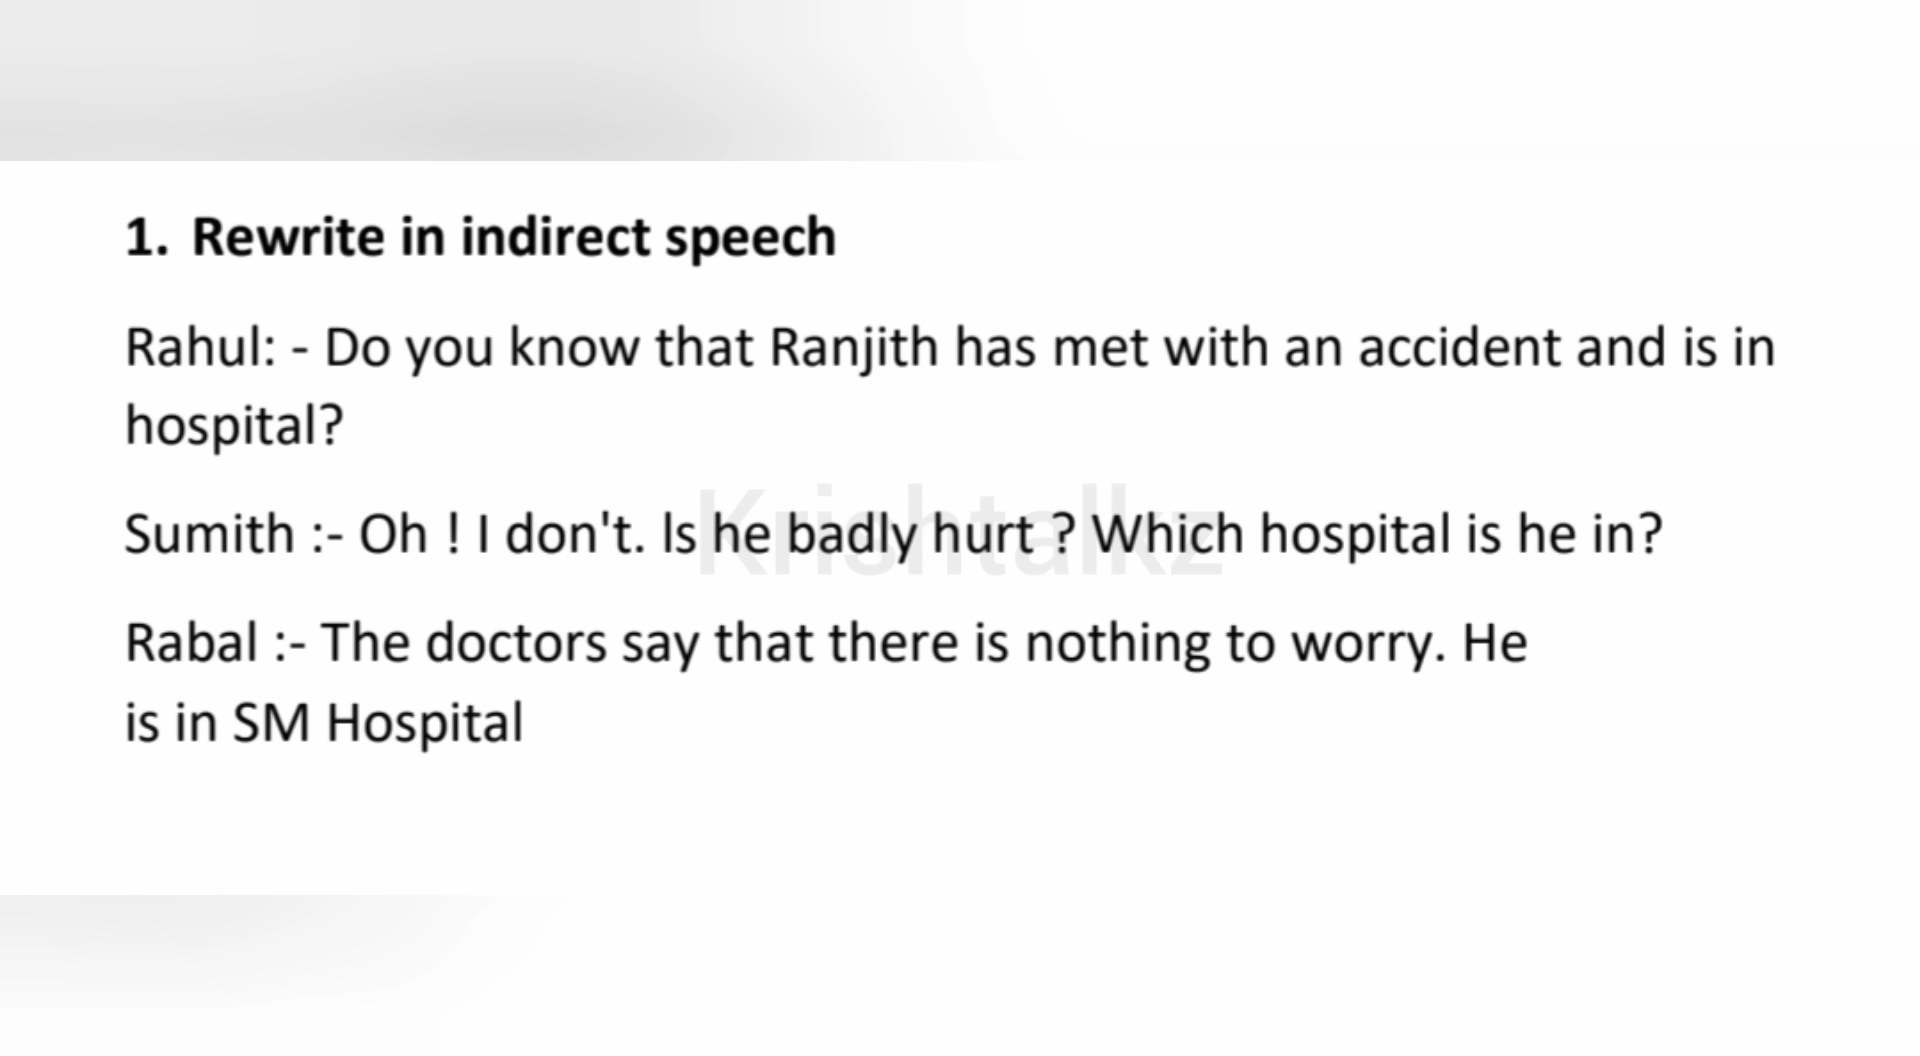 1. Rewrite in indirect speech
Rahul: - Do you know that Ranjith has met with an accident and is in
hospital?
Krishtalkz
Sumith :- Oh ! I don't. Is he badly hurt ? Which hospital is he in?
Rabal :- The doctors say that there is nothing to worry. He
is in SM Hospital